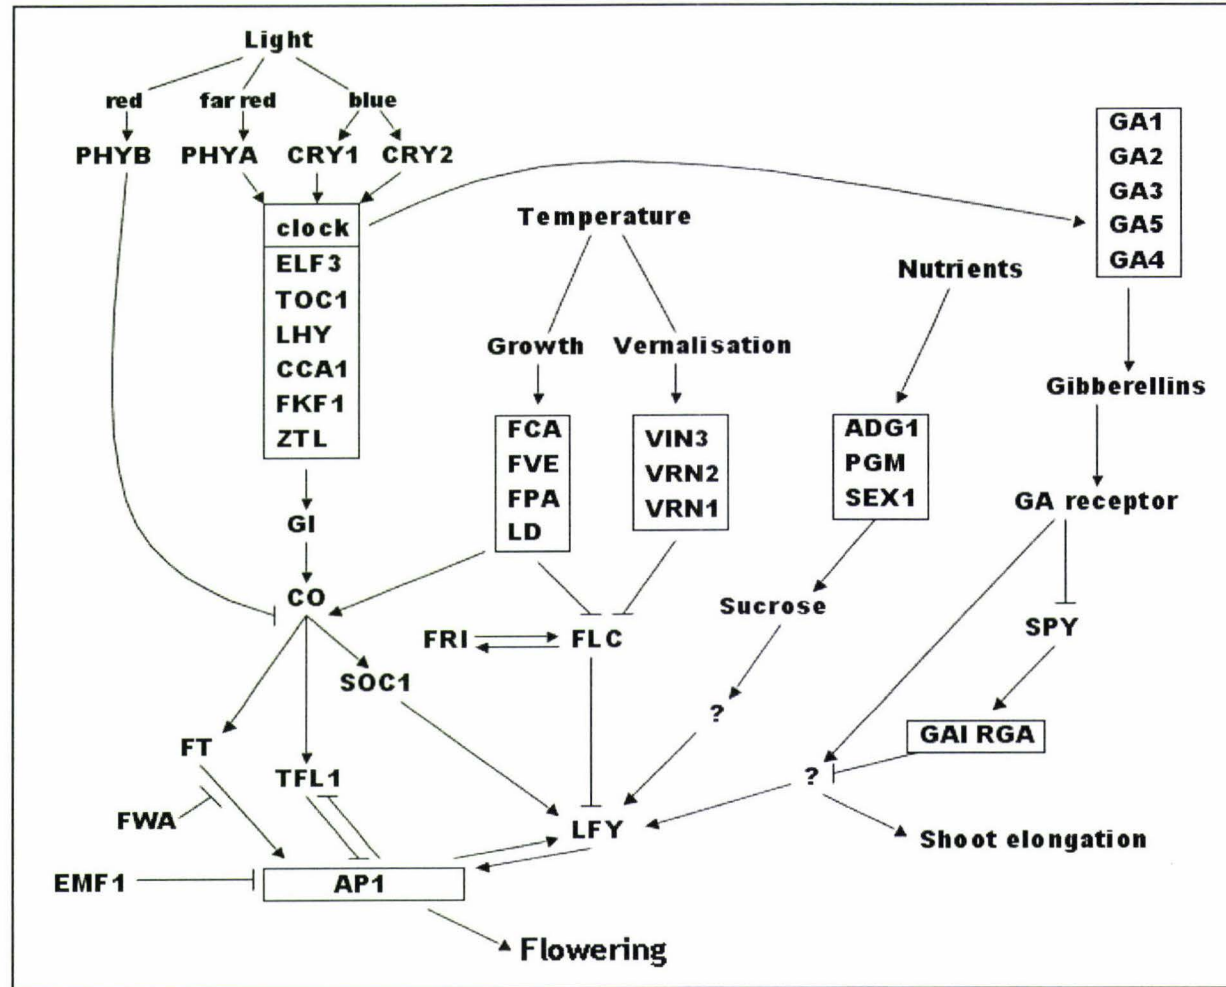 Light
red
far red
blue
PHYB
PHYA
CRY1
CRY2
clock
ELF3
TOC1
LHY
CCA1
FKF1
ZTL
GI
CO
SOC1
FT
TFL1
FWA
EMF1
AP1
Flowering
Temperature
Growth
Vernalisation
FCA
FVE
FPA
LD
VIN3
VRN2
VRN1
FRI
FLC
LFY
Nutrients
ADG1
PGM
SEX1
Sucrose
?
GA1
GA2
GA3
GA5
GA4
Gibberellins
GA receptor
SPY
GAI RGA
?
Shoot elongation